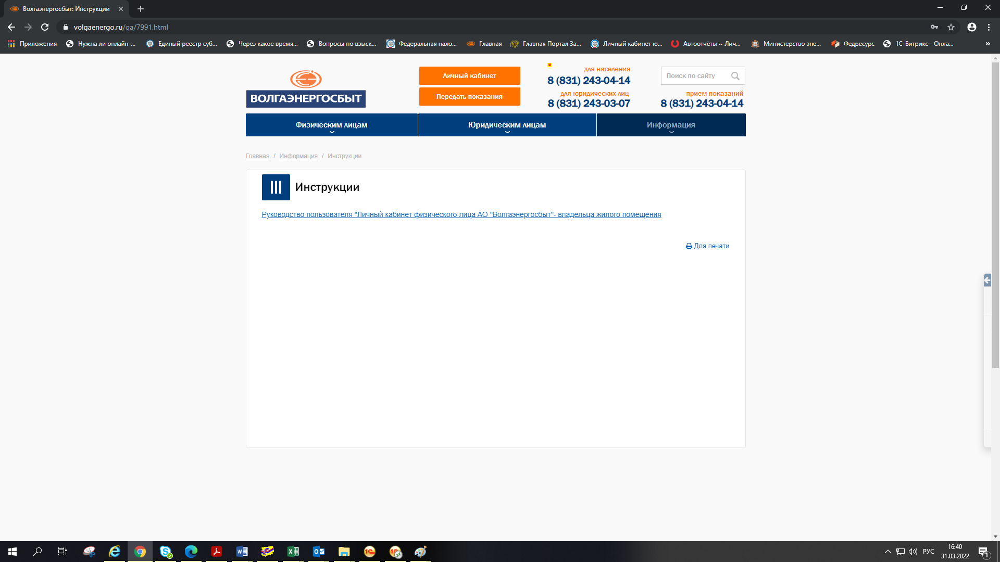 Волгаэнергосбыт: Инструкции
volgaenergo.ru/qa/7991.html
Приложения
Нужна ли онлайн-...
Единый реестр суб...
Через какое время...
Вопросы по взыск...
Федеральная нало...
Главная
Главная Портал За...
Личный кабинет ю...
Автоотчёты ~ Лич...
Министерство эне...
Федресурс
1С-Битрикс - Онла...
»
ВОЛГАЭНЕРГОСБЫТ
Личный кабинет
Передать показания
для населения
8 (831) 243-04-14
для юридических лиц
8 (831) 243-03-07
Поиск по сайту
прием показаний
8 (831) 243-04-14
Физическим лицам
Юридическим лицам
Информация
Главная / Информация / Инструкции
Инструкции
Руководство пользователя "Личный кабинет физического лица АО "Волгаэнергосбыт"- владельца жилого помещения
Для печати
РУС
16:40
31.03.2022
1